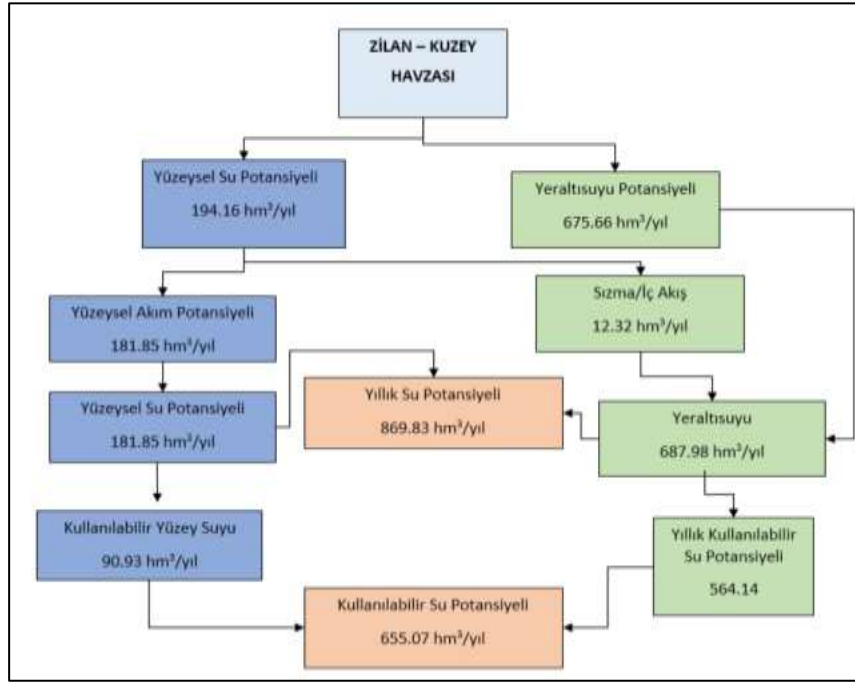 ZİLAN – KUZEY
HAVZASI
Yüzeysel Su Potansiyeli
194.16 hm³/yıl
Yeraltısuyu Potansiyeli
675.66 hm³/yıl
Yüzeysel Akım Potansiyeli
181.85 hm³/yıl
Sızma/İç Akış
12.32 hm³/yıl
Yüzeysel Su Potansiyeli
181.85 hm³/yıl
Yıllık Su Potansiyeli
869.83 hm³/yıl
Yeraltısuyu
687.98 hm³/yıl
Kullanılabilir Yüzey Suyu
90.93 hm³/yıl
Yıllık Kullanılabilir
Su Potansiyeli
564.14
Kullanılabilir Su Potansiyeli
655.07 hm³/yıl